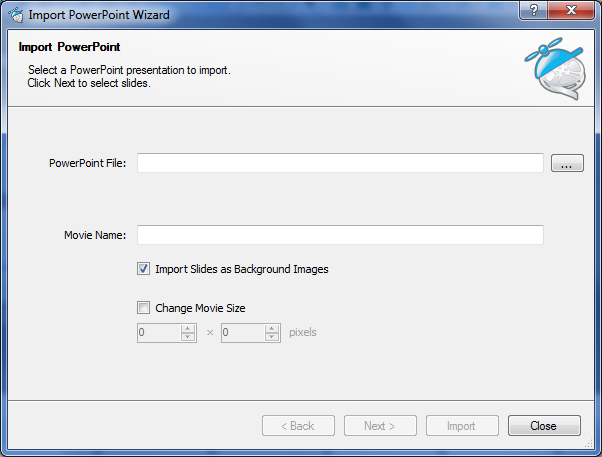 Import PowerPoint Wizard
?
Import PowerPoint
Select a PowerPoint presentation to import.
Click Next to select slides.
PowerPoint File:
...
Movie Name:
Import Slides as Background Images
Change Movie Size
0 × 0 pixels
< Back Next > Import Close